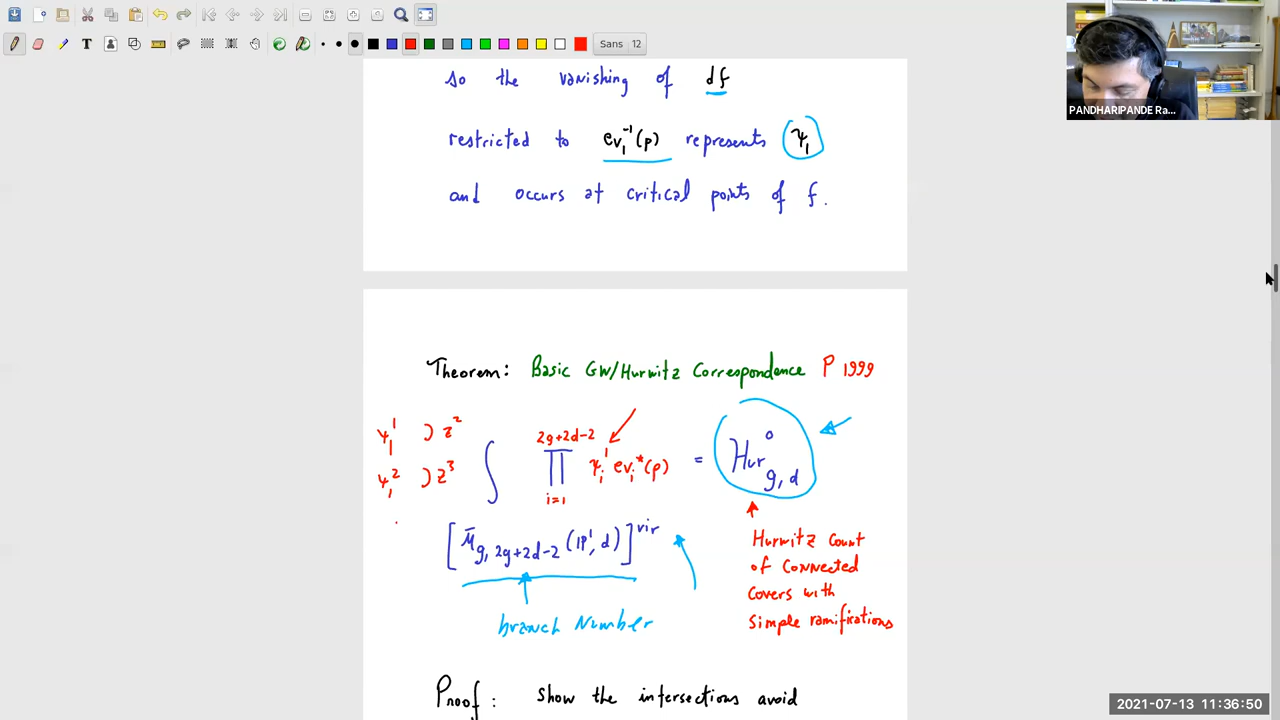 Sans 12
PANDHARIPANDE Ra...
so the vanishing of df
restricted to ev₁⁻¹(p) represents ψ₁
and occurs at critical points of f.
Theorem: Basic GW/Hurwitz Correspondence P 1999
ψ₁¹ ⊃ z²
ψ₁² ⊃ z³
∫ ∏_{i=1}^{2g+2d-2} ψᵢ¹ evᵢ*(p) = Hur°_{g,d}
[M̄_{g,2g+2d-2}(ℙ¹,d)]^{vir}
branch Number
Hurwitz Count
of Connected
Covers with
Simple ramifications
Proof: Show the intersections avoid
2021-07-13 11:36:50